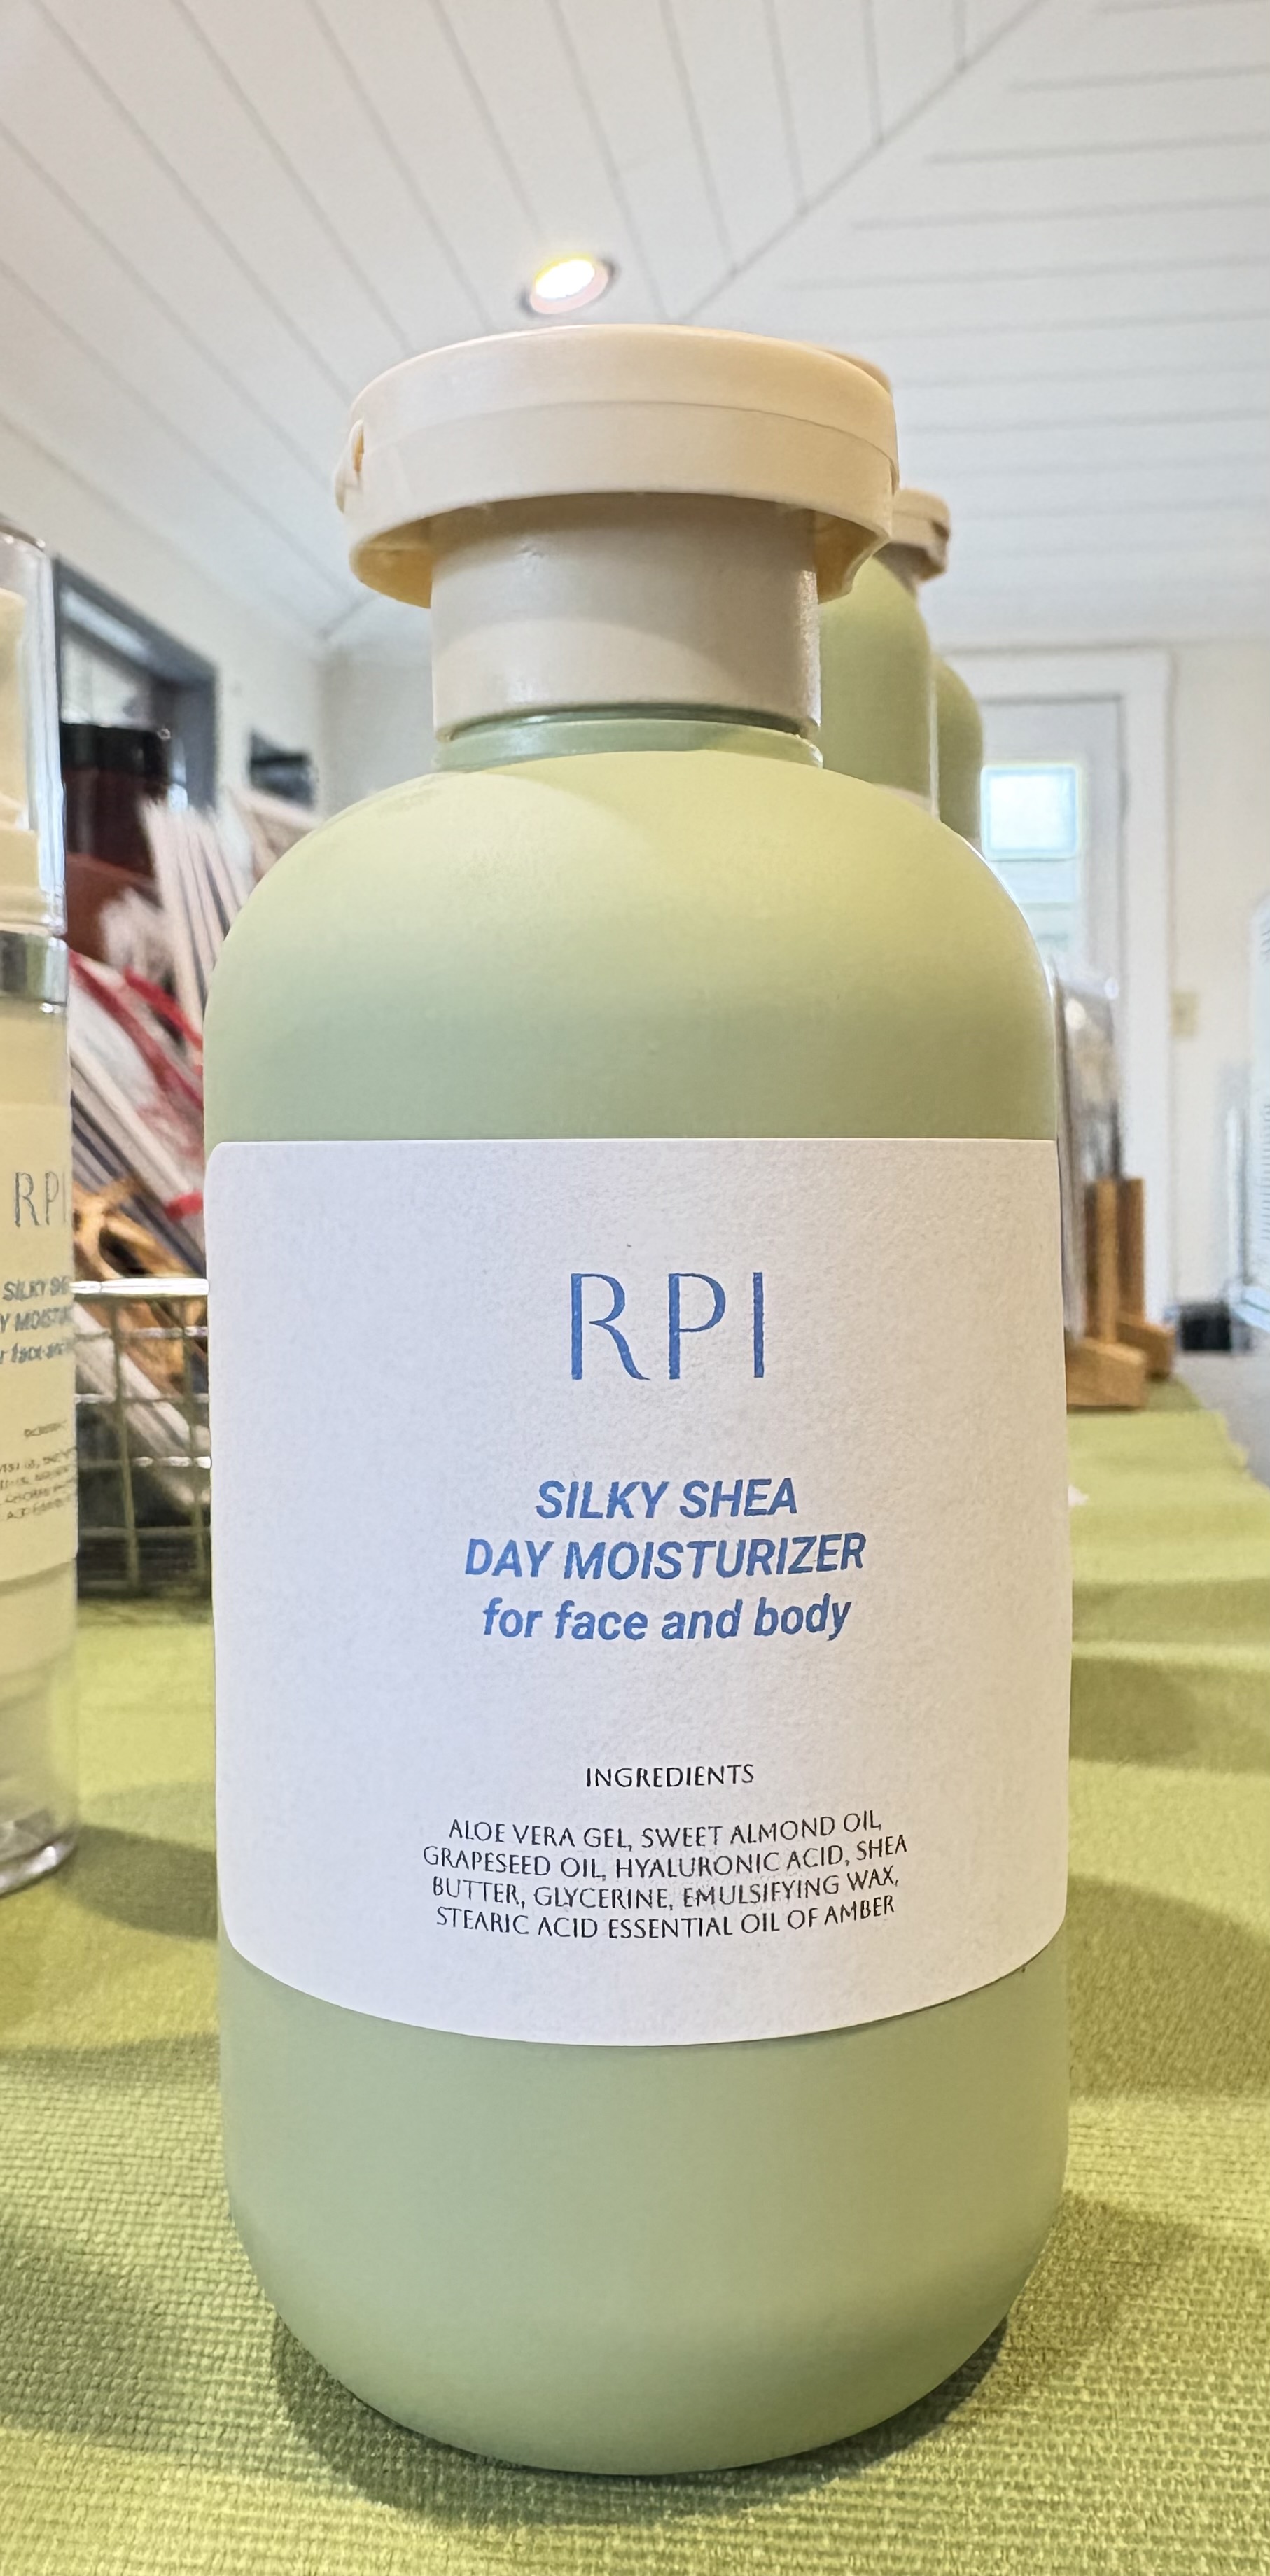 RPI
SILKY SHEA
DAY MOISTURIZER
for face and body
INGREDIENTS
ALOE VERA GEL, SWEET ALMOND OIL,
GRAPESEED OIL, HYALURONIC ACID, SHEA
BUTTER, GLYCERINE, EMULSIFYING WAX,
STEARIC ACID ESSENTIAL OIL OF AMBER
RPI
SILKY